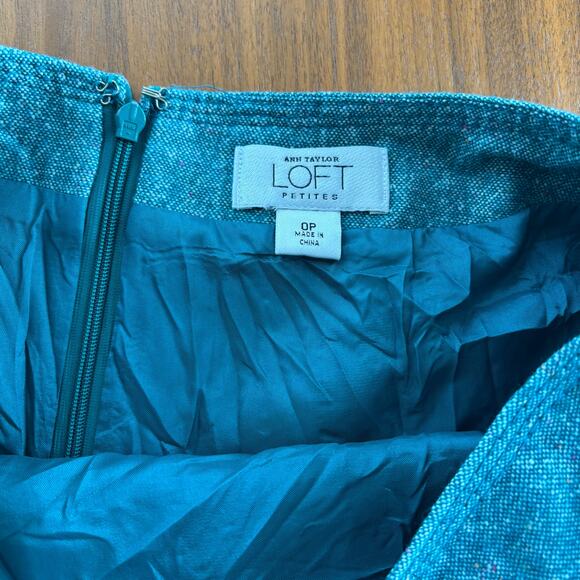 ANN TAYLOR
LOFT
PETITES
0P
MADE IN
CHINA